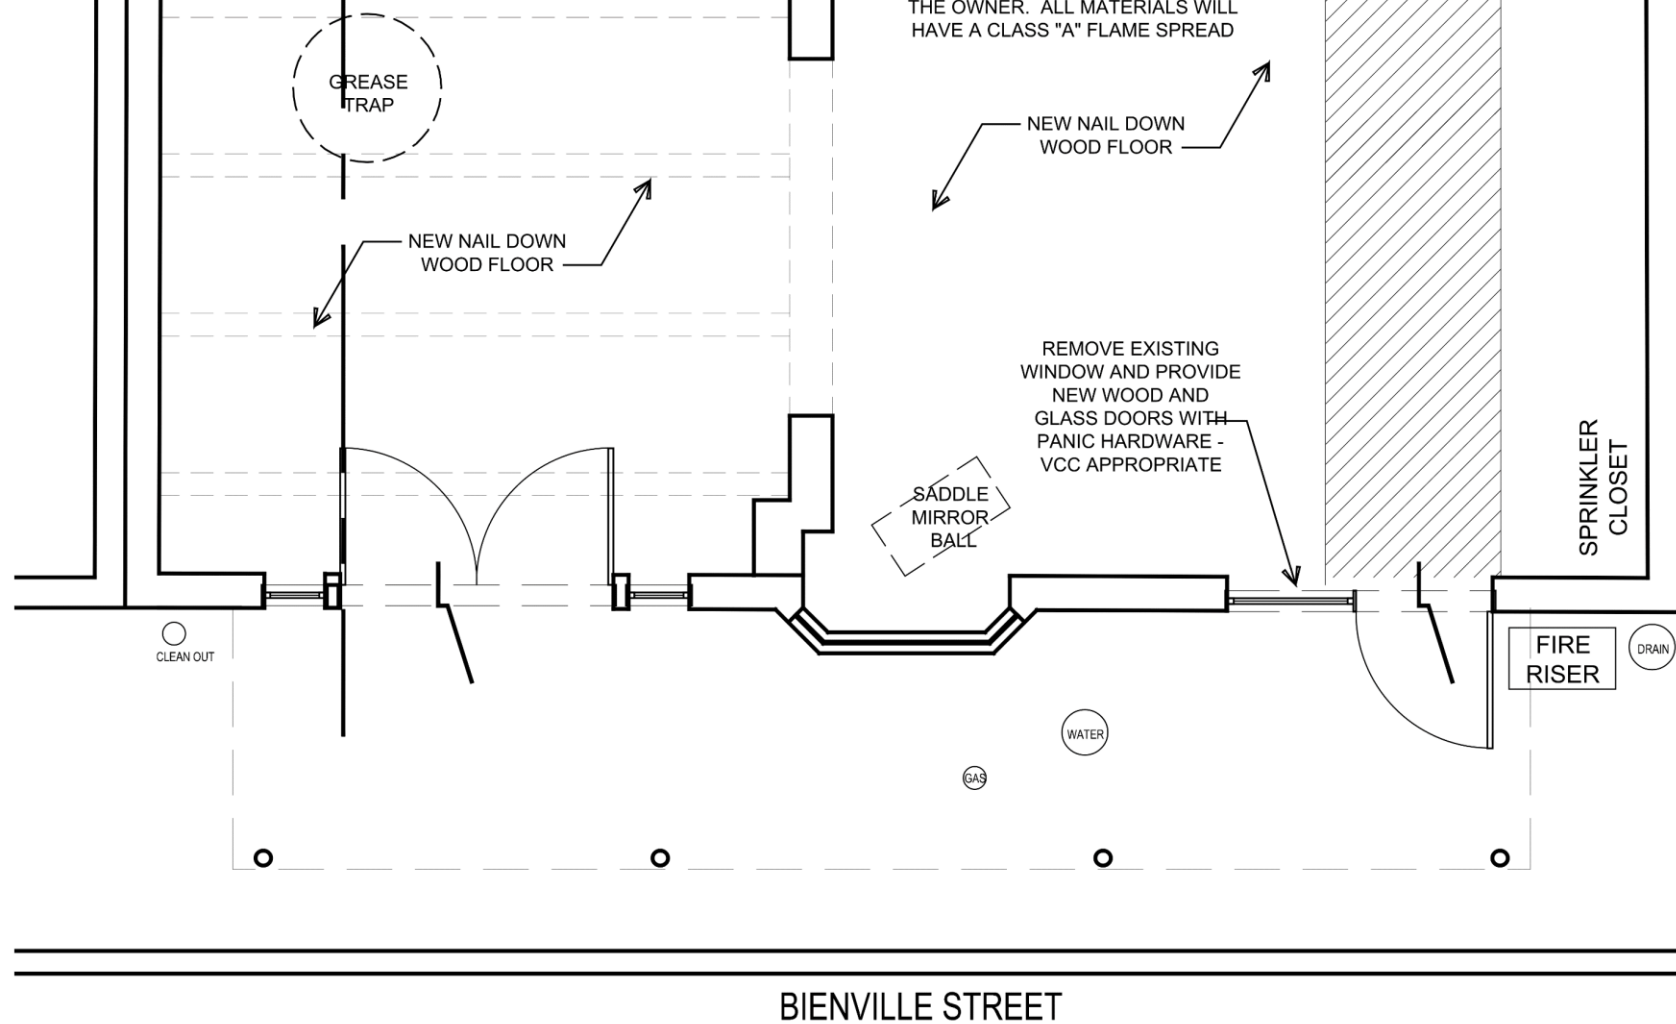 THE OWNER. ALL MATERIALS WILL
HAVE A CLASS "A" FLAME SPREAD
GREASE
TRAP
NEW NAIL DOWN
WOOD FLOOR
NEW NAIL DOWN
WOOD FLOOR
REMOVE EXISTING
WINDOW AND PROVIDE
NEW WOOD AND
GLASS DOORS WITH
PANIC HARDWARE -
VCC APPROPRIATE
SADDLE
MIRROR
BALL
SPRINKLER
CLOSET
CLEAN OUT
FIRE
RISER
DRAIN
WATER
GAS
BIENVILLE STREET